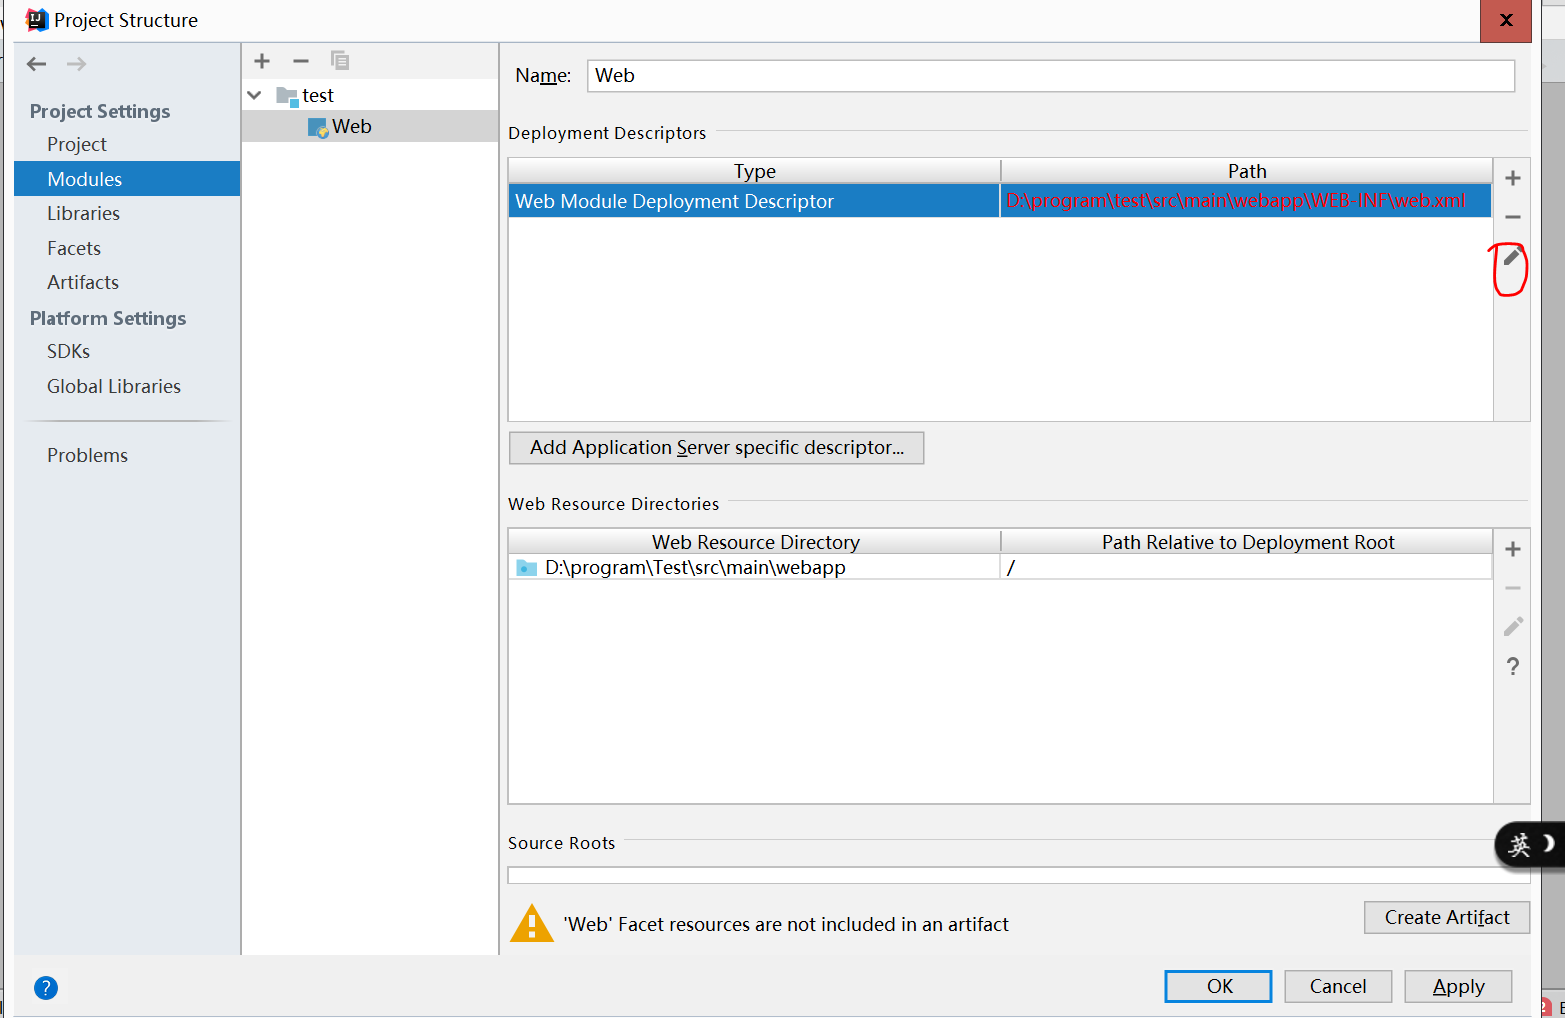 Project Structure
Project Settings
Project
Modules
Libraries
Facets
Artifacts
Platform Settings
SDKs
Global Libraries
Problems
test
Web
Name: Web
Deployment Descriptors
Type Path
Web Module Deployment Descriptor D:\program\test\src\main\webapp\WEB-INF\web.xml
Add Application Server specific descriptor...
Web Resource Directories
Web Resource Directory Path Relative to Deployment Root
D:\program\Test\src\main\webapp /
?
Source Roots
英
'Web' Facet resources are not included in an artifact
Create Artifact
?
OK Cancel Apply